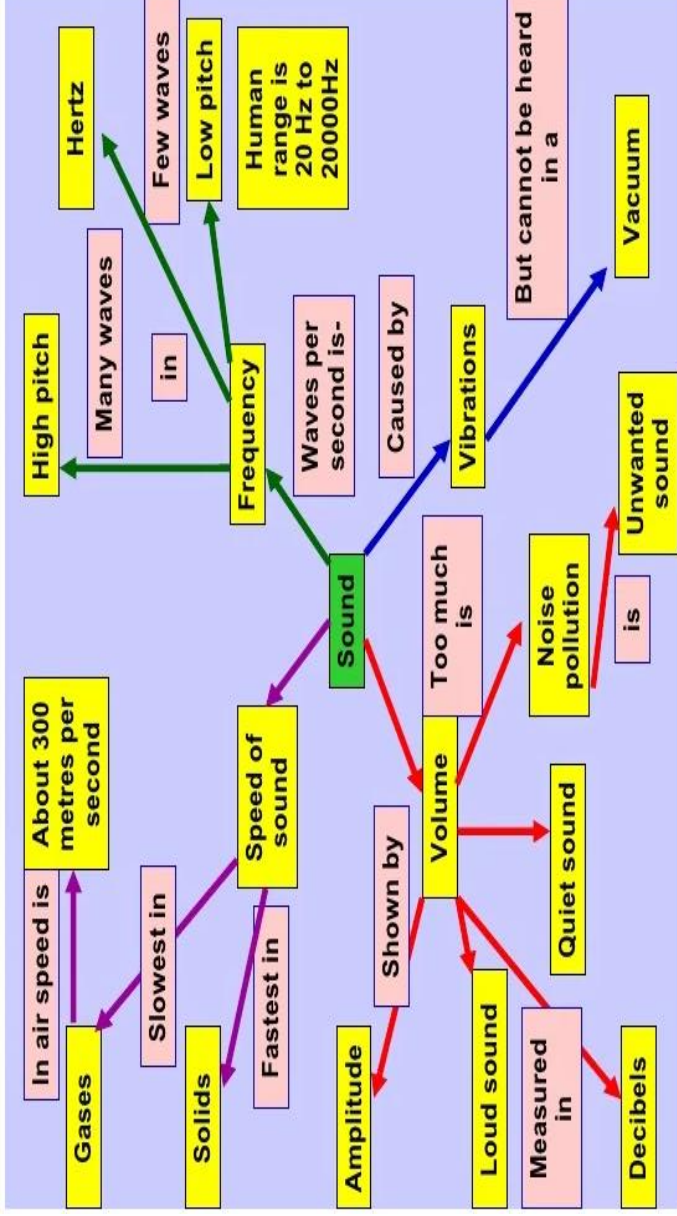 In air speed is
About 300
metres per
second
Gases
Slowest in
Solids
Fastest in
Speed of
sound
High pitch
Many waves
in
Hertz
Few waves
Low pitch
Human
range is
20 Hz to
20000Hz
Frequency
Waves per
second is-
Sound
Caused by
Vibrations
But cannot be heard
in a
Vacuum
Amplitude
Shown by
Volume
Too much
is
Loud sound
Measured
in
Decibels
Quiet sound
Noise
pollution
is
Unwanted
sound